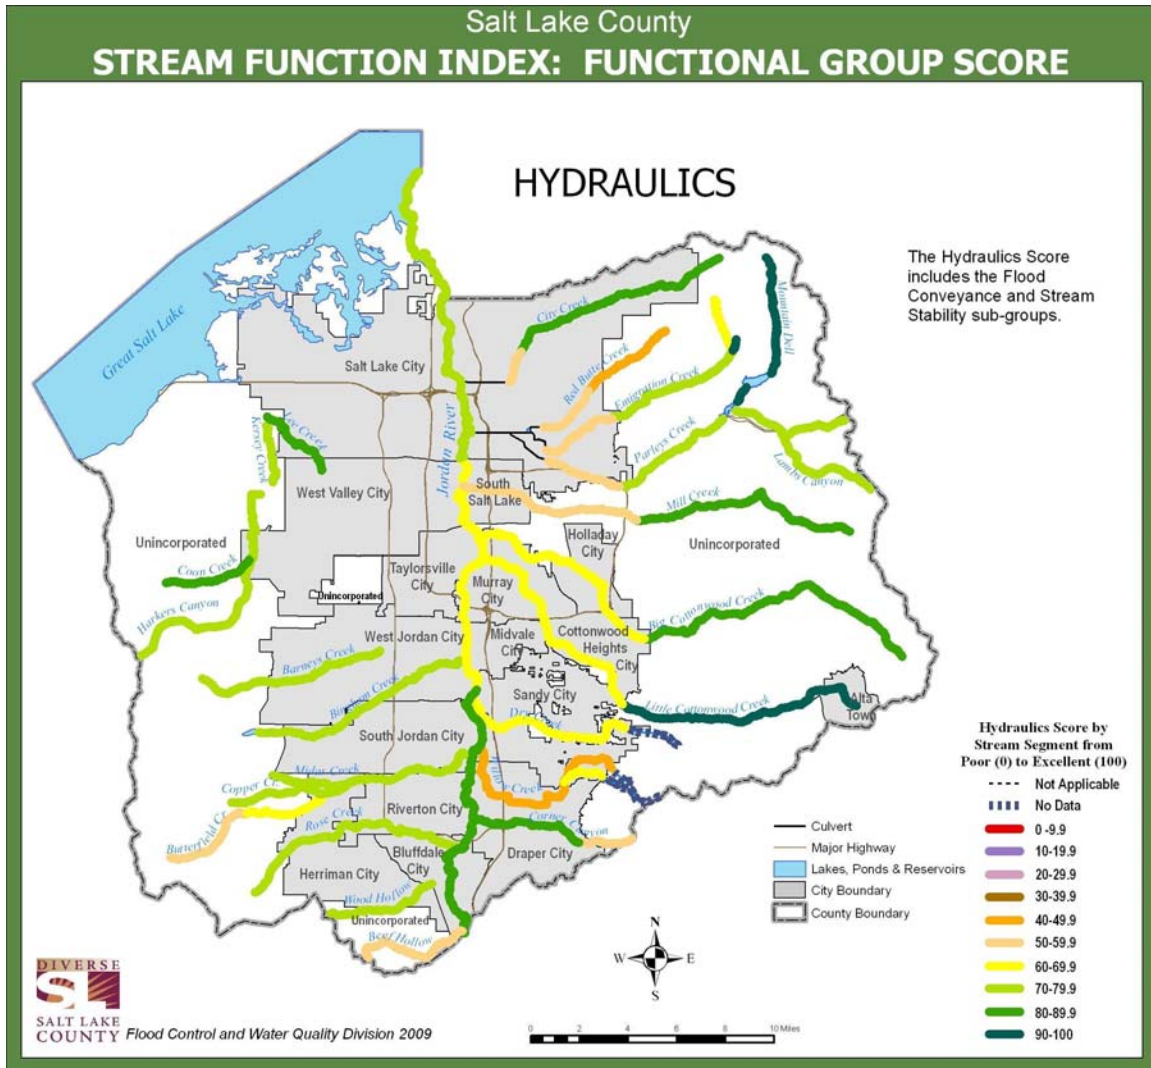 Salt Lake County
STREAM FUNCTION INDEX: FUNCTIONAL GROUP SCORE
HYDRAULICS
The Hydraulics Score
includes the Flood
Conveyance and Stream
Stability sub-groups.
Great Salt Lake
City Creek
Mountain Dell
Salt Lake City
Red Butte Creek
Emigration Creek
Jordan River
Lee Creek
Kersey Creek
Parleys Creek
Lambs Canyon
West Valley City
South
Salt Lake
Mill Creek
Unincorporated
Holladay
City
Unincorporated
Coon Creek
Taylorsville
City
Murray
City
Unincorporated
Harkers Canyon
Big Cottonwood Creek
West Jordan City
Midvale
City
Cottonwood
Heights
City
Barneys Creek
Bingham Creek
Sandy City
Little Cottonwood Creek
Alta
Town
Dry Creek
South Jordan City
Midas Creek
Willow Creek
Copper Cr.
Riverton City
Corner Canyon
Butterfield Cr.
Rose Creek
Bluffdale
City
Draper City
Herriman City
Wood Hollow
Unincorporated
Beef Hollow
Hydraulics Score by
Stream Segment from
Poor (0) to Excellent (100)
Not Applicable
No Data
0 -9.9
10-19.9
20-29.9
30-39.9
40-49.9
50-59.9
60-69.9
70-79.9
80-89.9
90-100
Culvert
Major Highway
Lakes, Ponds & Reservoirs
City Boundary
County Boundary
N
W E
S
0 2 4 6 8 10 Miles
DIVERSE
SL
SALT LAKE
COUNTY
Flood Control and Water Quality Division 2009